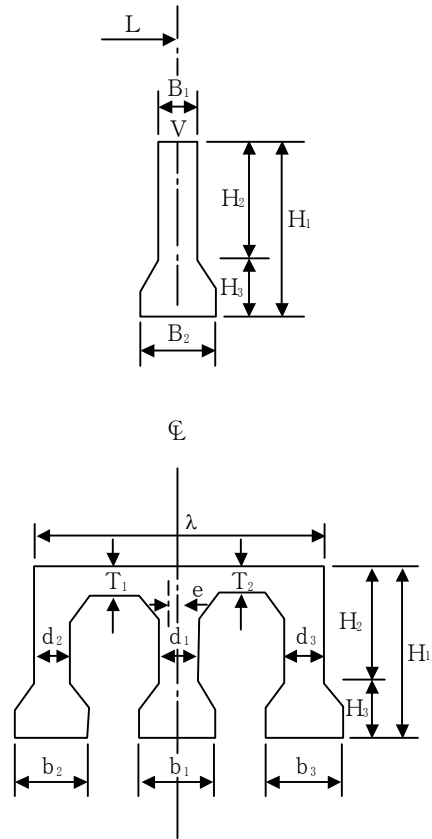 L
B₁
V
H₂
H₁
H₃
B₂
℄
λ
T₁
e
T₂
d₂
d₁
d₃
H₂
H₁
H₃
b₂
b₁
b₃